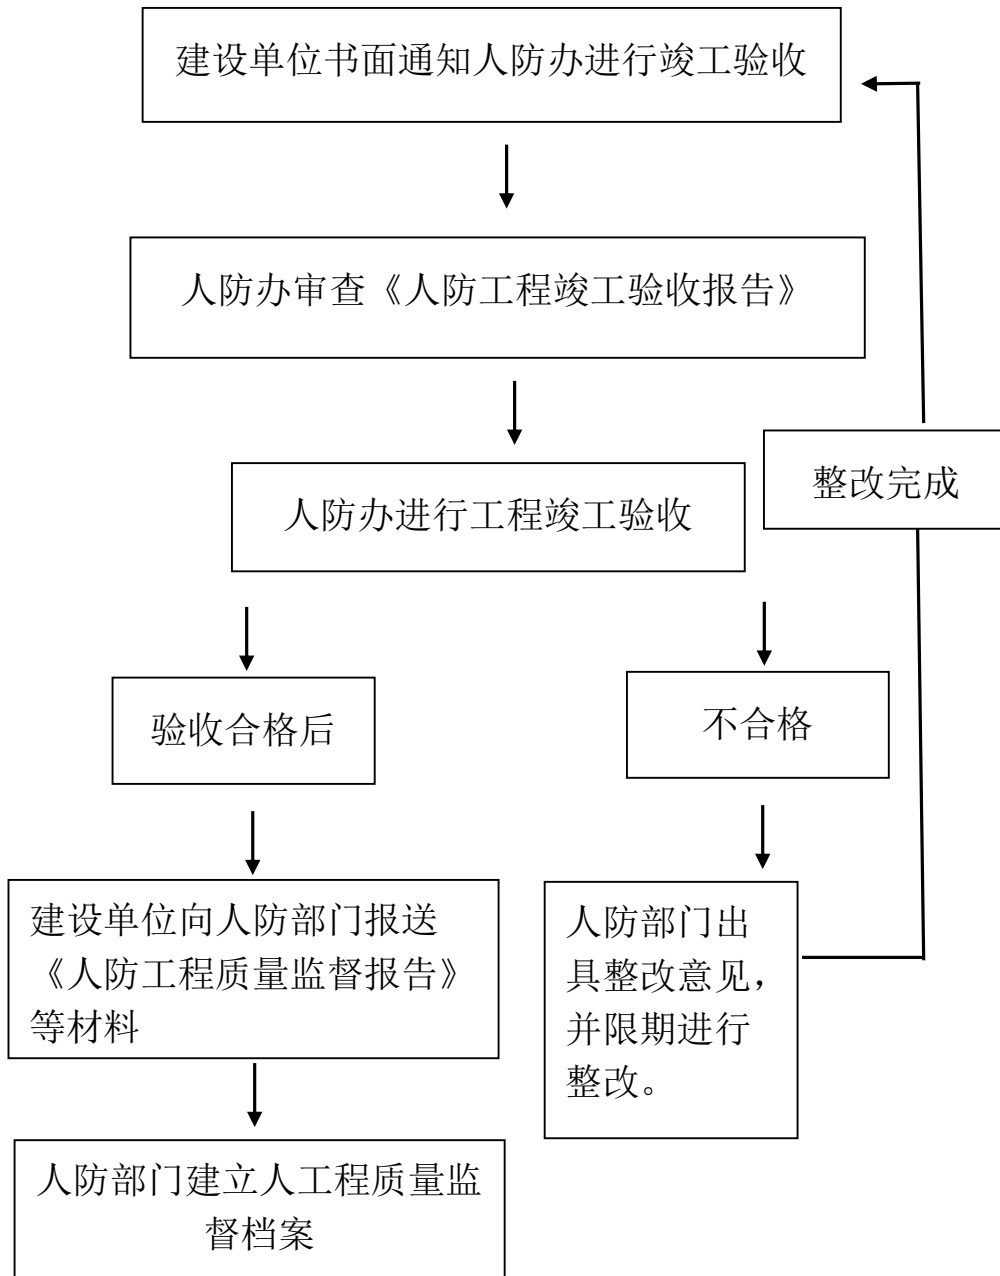 建设单位书面通知人防办进行竣工验收
人防办审查《人防工程竣工验收报告》
整改完成
人防办进行工程竣工验收
验收合格后
不合格
建设单位向人防部门报送
《人防工程质量监督报告》
等材料
人防部门出
具整改意见，
并限期进行
整改。
人防部门建立人工程质量监
督档案